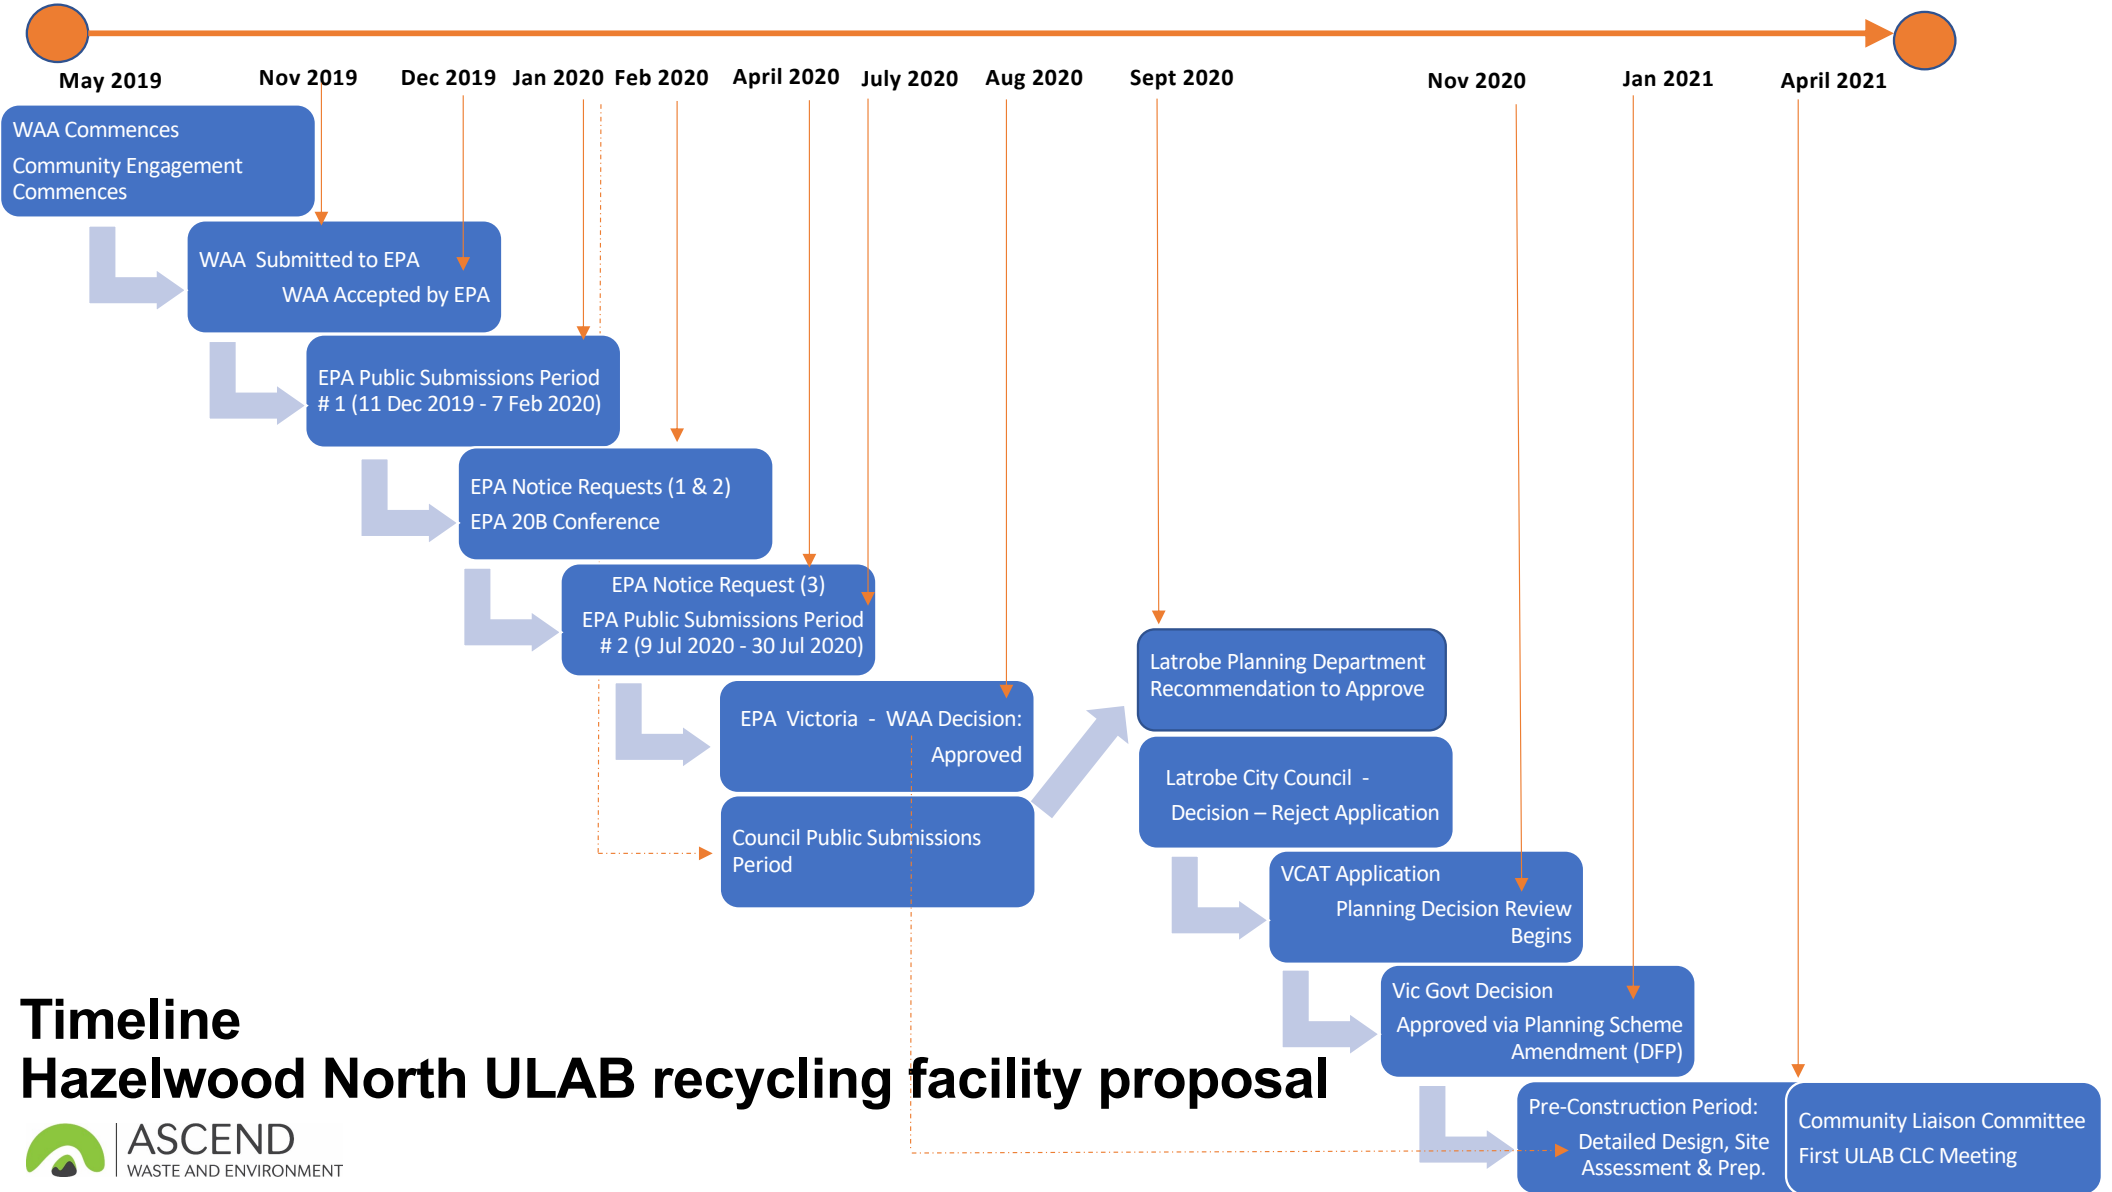 May 2019
Nov 2019
Dec 2019
Jan 2020
Feb 2020
April 2020
July 2020
Aug 2020
Sept 2020
Nov 2020
Jan 2021
April 2021
WAA Commences
Community Engagement
Commences
WAA Submitted to EPA
WAA Accepted by EPA
EPA Public Submissions Period
# 1 (11 Dec 2019 - 7 Feb 2020)
EPA Notice Requests (1 & 2)
EPA 20B Conference
EPA Notice Request (3)
EPA Public Submissions Period
# 2 (9 Jul 2020 - 30 Jul 2020)
EPA Victoria - WAA Decision:
Approved
Council Public Submissions
Period
Latrobe Planning Department
Recommendation to Approve
Latrobe City Council -
Decision – Reject Application
VCAT Application
Planning Decision Review
Begins
Vic Govt Decision
Approved via Planning Scheme
Amendment (DFP)
Pre-Construction Period:
Detailed Design, Site
Assessment & Prep.
Community Liaison Committee
First ULAB CLC Meeting
Timeline
Hazelwood North ULAB recycling facility proposal
ASCEND
WASTE AND ENVIRONMENT